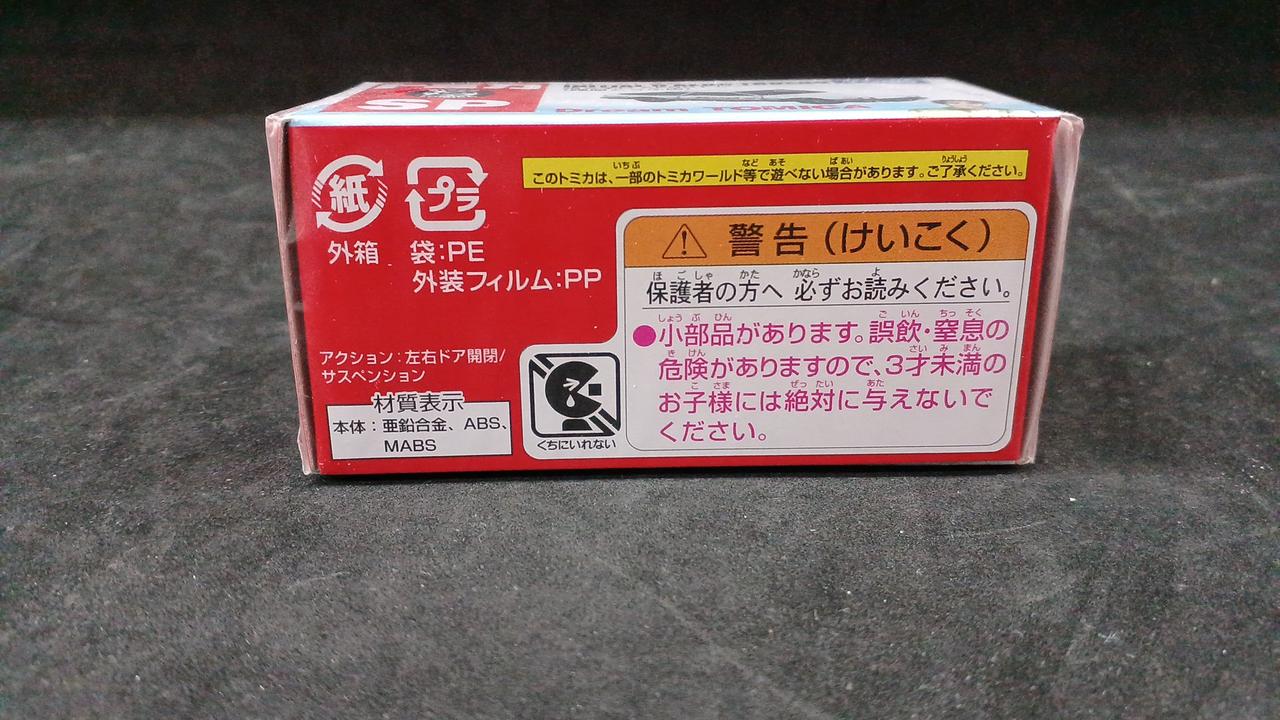 SP
Dream TOMICA
紙
プラ
外箱
袋:PE
外装フィルム:PP
このトミカは、一部のトミカワールド等で遊べない場合があります。ご了承ください。
警告(けいこく)
保護者の方へ 必ずお読みください。
●小部品があります。誤飲・窒息の
危険がありますので、3才未満の
お子様には絶対に与えないで
ください。
アクション:左右ドア開閉/
サスペンション
材質表示
本体:亜鉛合金、ABS、
MABS
くちにいれない